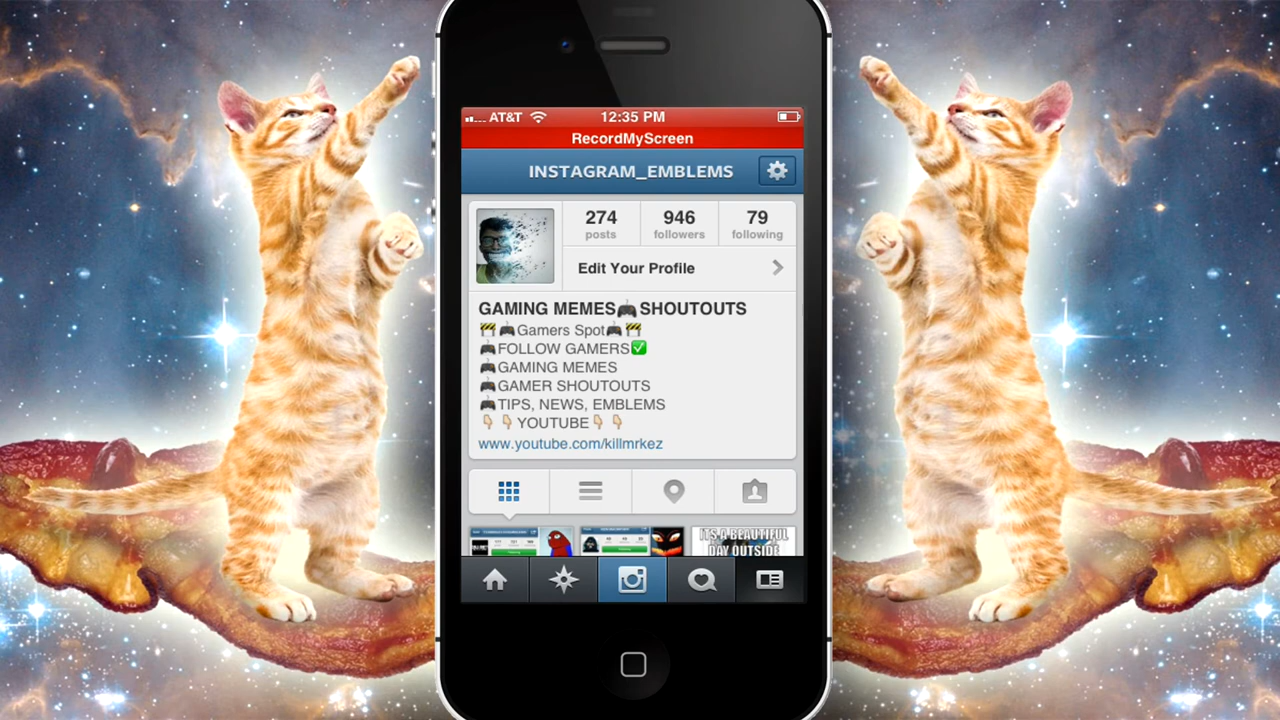 AT&T 12:35 PM
RecordMyScreen
INSTAGRAM_EMBLEMS
274 946 79
posts followers following
Edit Your Profile
GAMING MEMES🎮SHOUTOUTS
🚧🎮Gamers Spot🎮🚧
🎮FOLLOW GAMERS✅
🎮GAMING MEMES
🎮GAMER SHOUTOUTS
🎮TIPS, NEWS, EMBLEMS
👇👇YOUTUBE👇👇
www.youtube.com/killmrkez
ITS A BEAUTIFUL
DAY OUTSIDE